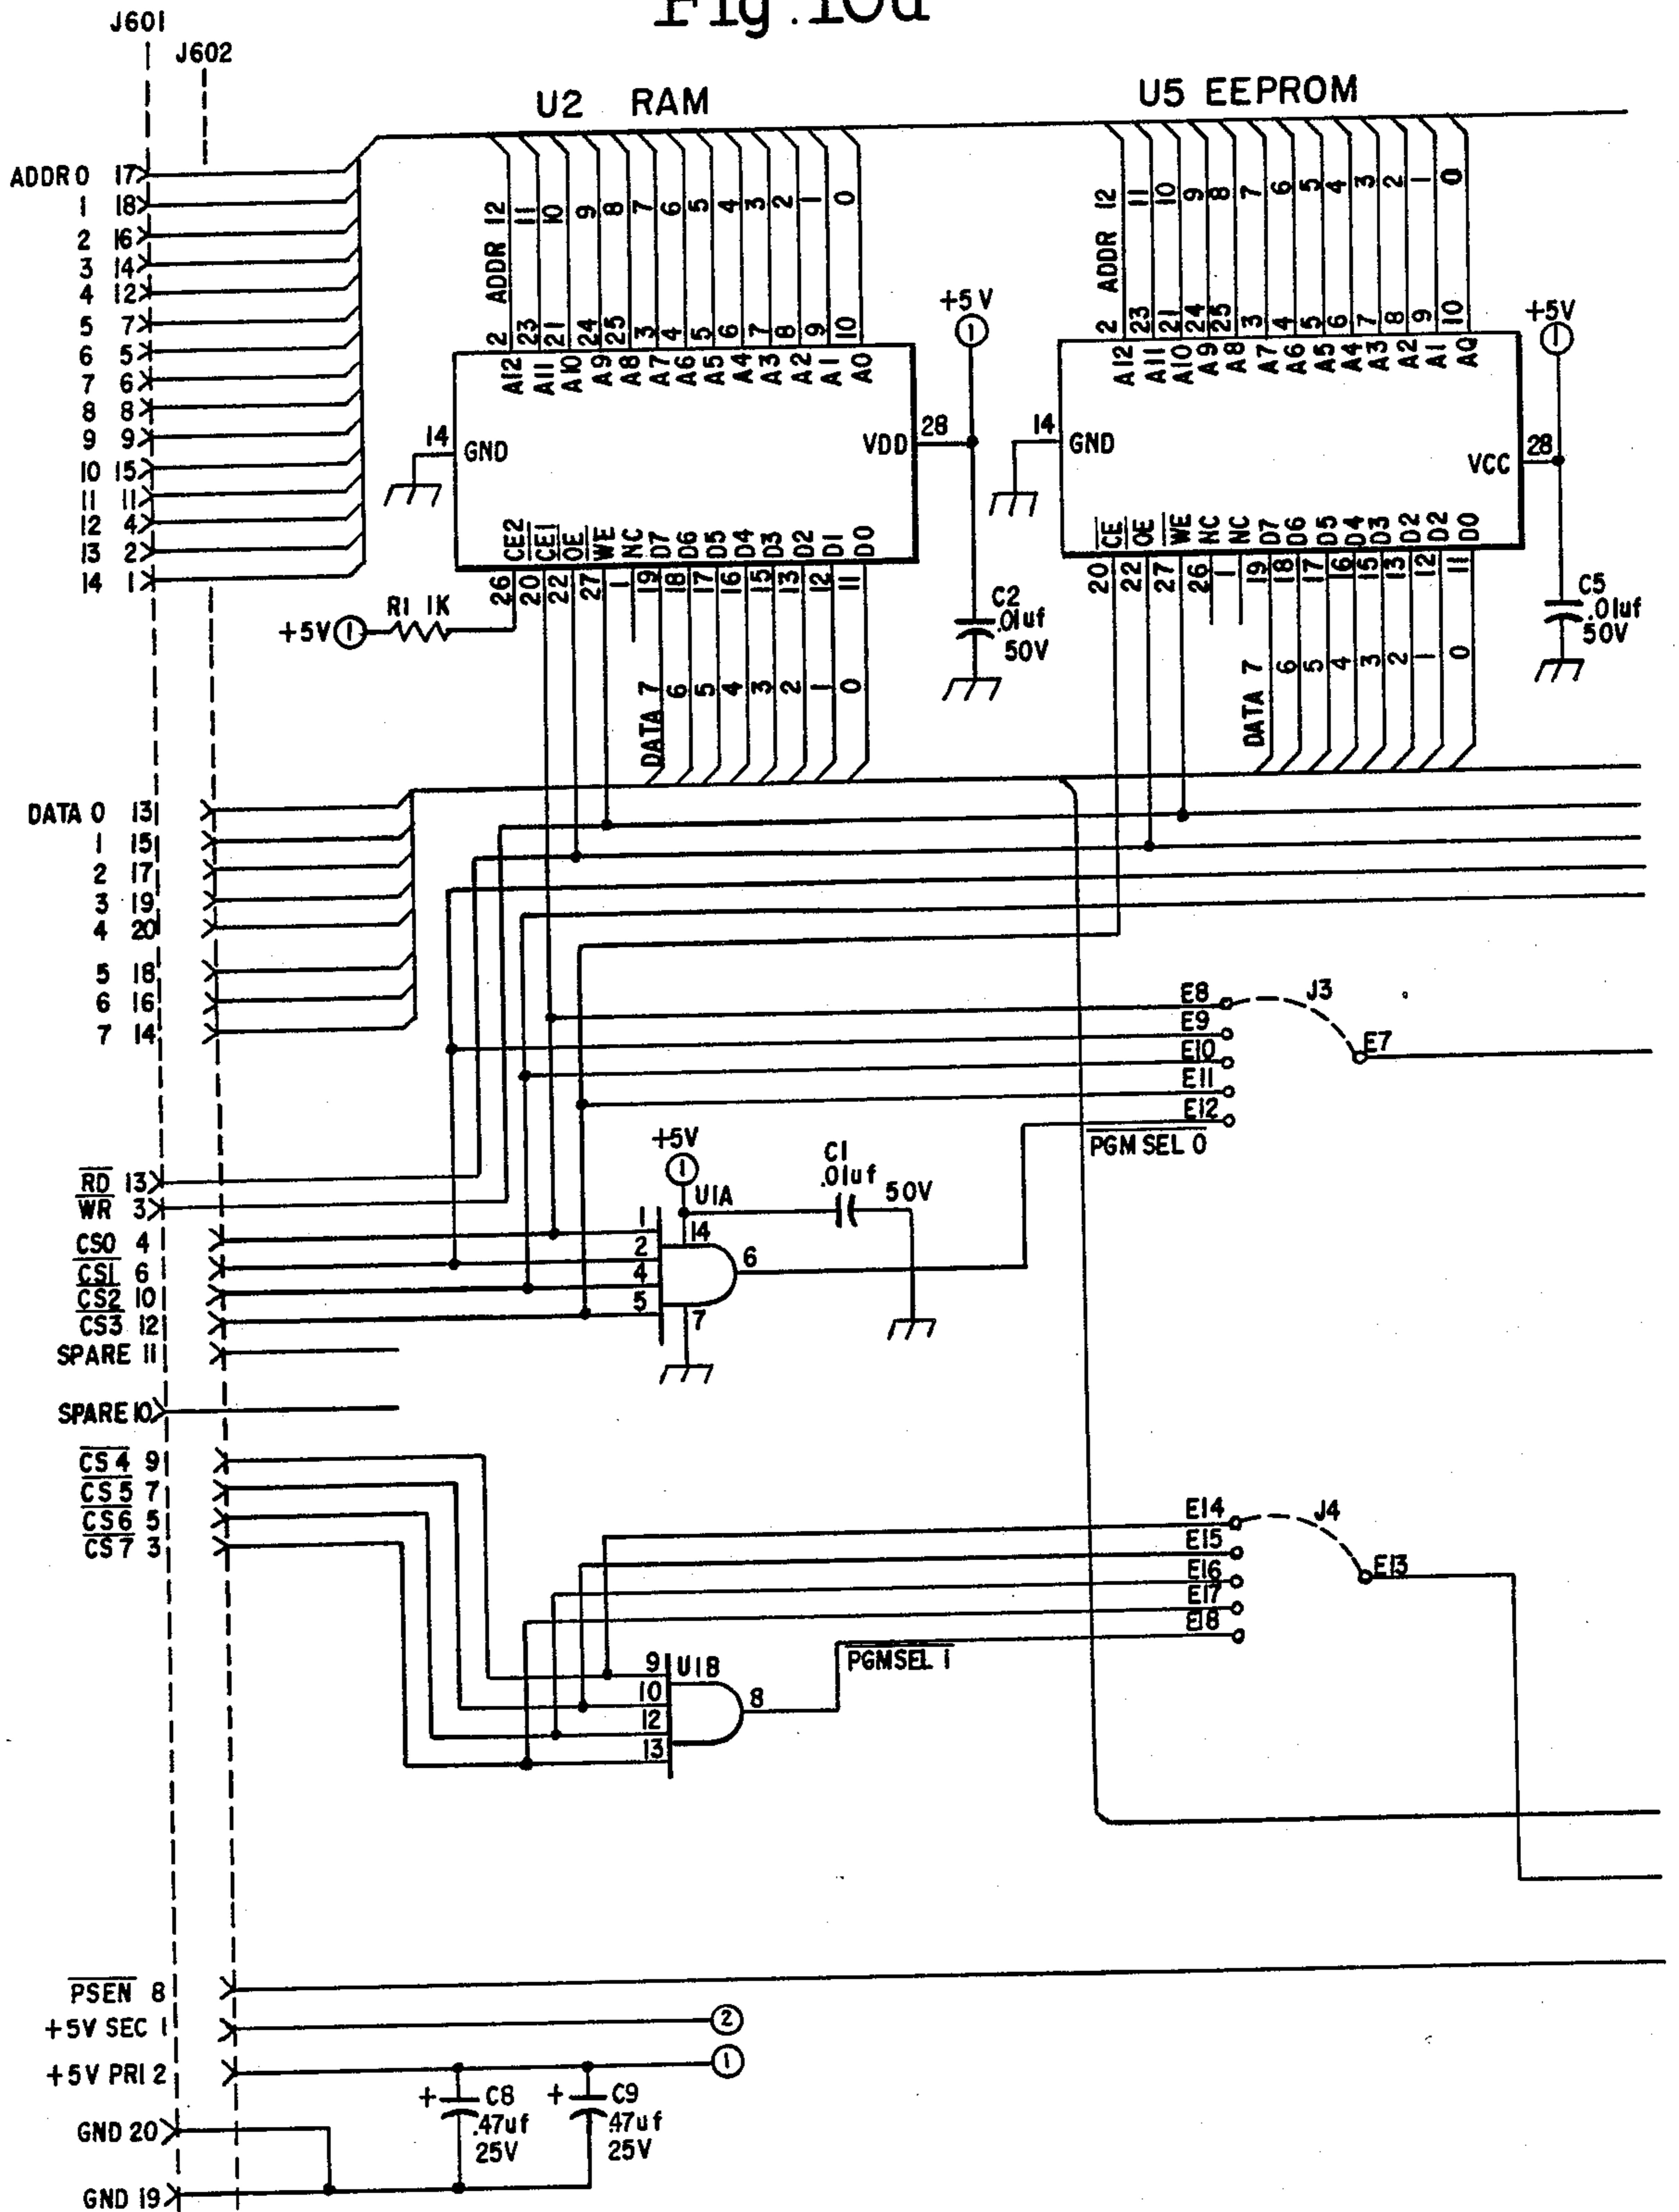 Fig.10a
J601
J602
U2 RAM
U5 EEPROM
ADDR 0 17
1 18
2 16
3 14
4 12
5 7
6 5
7 6
8 8
9 9
10 15
11 11
12 4
13 2
14 1
ADDR 12 11 10 9 8 7 6 5 4 3 2 1 0
2 23 21 24 25 3 4 5 6 7 8 9 10
A12 A11 A10 A9 A8 A7 A6 A5 A4 A3 A2 A1 A0
14 GND
VDD 28
+5V
1
CE2 CE1 OE WE NC D7 D6 D5 D4 D3 D2 D1 D0
26 20 22 27 1 19 18 17 16 15 13 12 11
+5V 1 R1 1K
C2
.01uf
50V
DATA 7 6 5 4 3 2 1 0
ADDR 12 11 10 9 8 7 6 5 4 3 2 1 0
2 23 21 24 25 3 4 5 6 7 8 9 10
A12 A11 A10 A9 A8 A7 A6 A5 A4 A3 A2 A1 A0
14 GND
VCC 28
+5V
1
CE OE WE NC NC D7 D6 D5 D4 D3 D2 D2 D0
20 22 27 26 1 19 18 17 16 15 13 12 11
C5
.01uf
50V
DATA 7 6 5 4 3 2 1 0
DATA 0 13
1 15
2 17
3 19
4 20
5 18
6 16
7 14
E8
E9
E10
E11
E12
J3
E7
PGM SEL 0
RD 13
WR 3
CS0 4
CS1 6
CS2 10
CS3 12
SPARE 11
SPARE 10
+5V
1
U1A
C1
.01uf
50V
1
14
2
4
5
6
7
CS4 9
CS5 7
CS6 5
CS7 3
E14
E15
E16
E17
E18
J4
E13
9 U1B
10
12
13
8
PGMSEL 1
PSEN 8
+5V SEC 1
2
+5V PRI 2
1
+ C8
.47uf
25V
+ C9
.47uf
25V
GND 20
GND 19